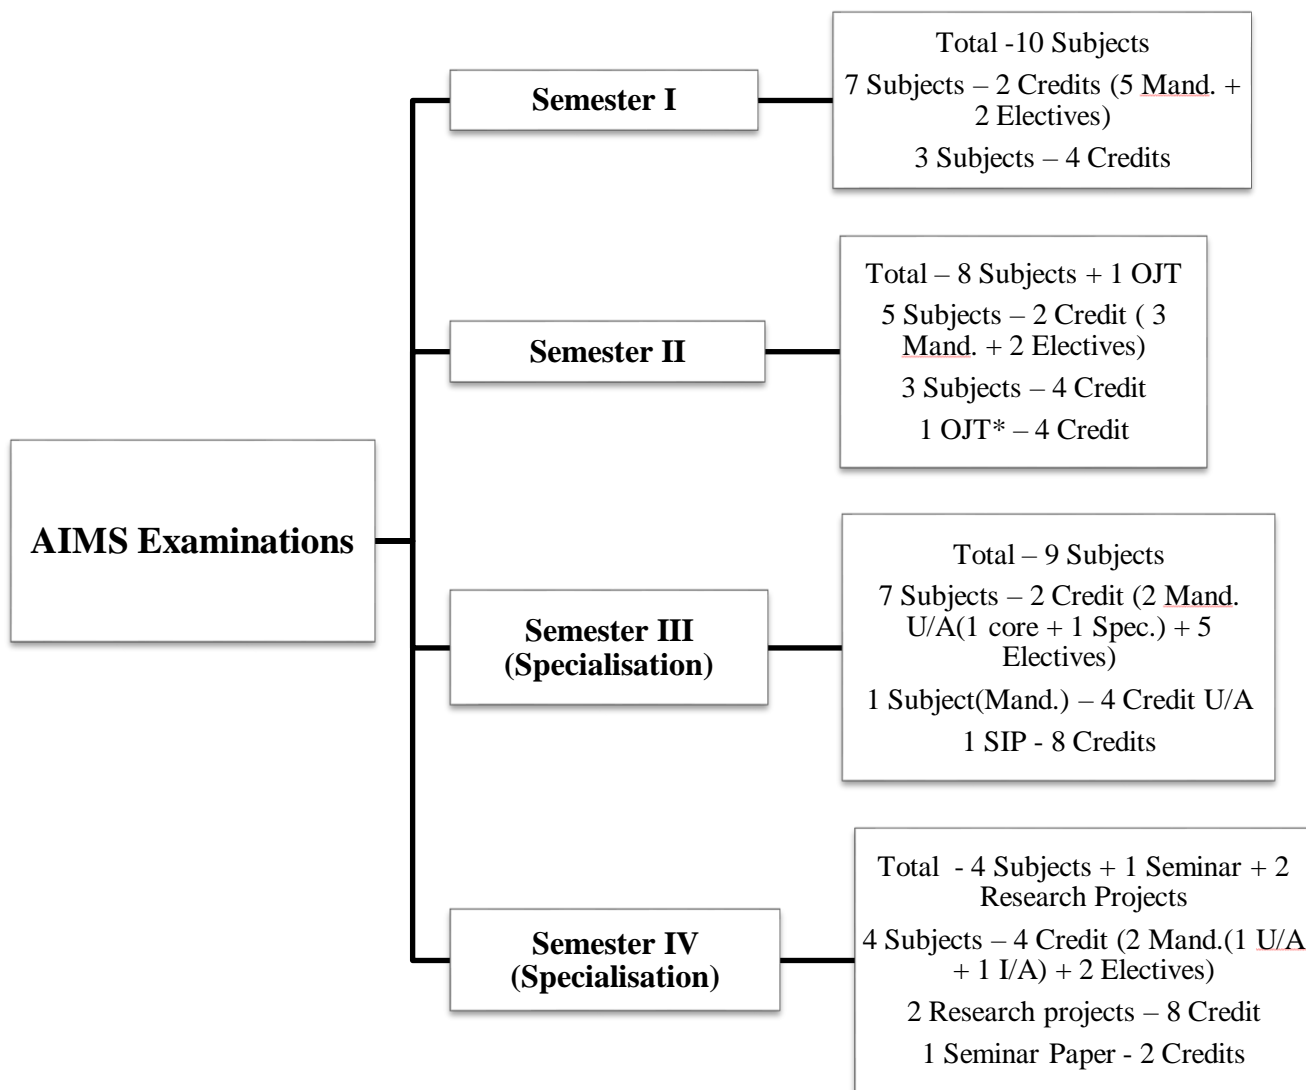 AIMS Examinations
Semester I
Total -10 Subjects
7 Subjects – 2 Credits (5 Mand. +
2 Electives)
3 Subjects – 4 Credits
Semester II
Total – 8 Subjects + 1 OJT
5 Subjects – 2 Credit ( 3
Mand. + 2 Electives)
3 Subjects – 4 Credit
1 OJT* – 4 Credit
Semester III
(Specialisation)
Total – 9 Subjects
7 Subjects – 2 Credit (2 Mand.
U/A(1 core + 1 Spec.) + 5
Electives)
1 Subject(Mand.) – 4 Credit U/A
1 SIP - 8 Credits
Semester IV
(Specialisation)
Total - 4 Subjects + 1 Seminar + 2
Research Projects
4 Subjects – 4 Credit (2 Mand.(1 U/A
+ 1 I/A) + 2 Electives)
2 Research projects – 8 Credit
1 Seminar Paper - 2 Credits